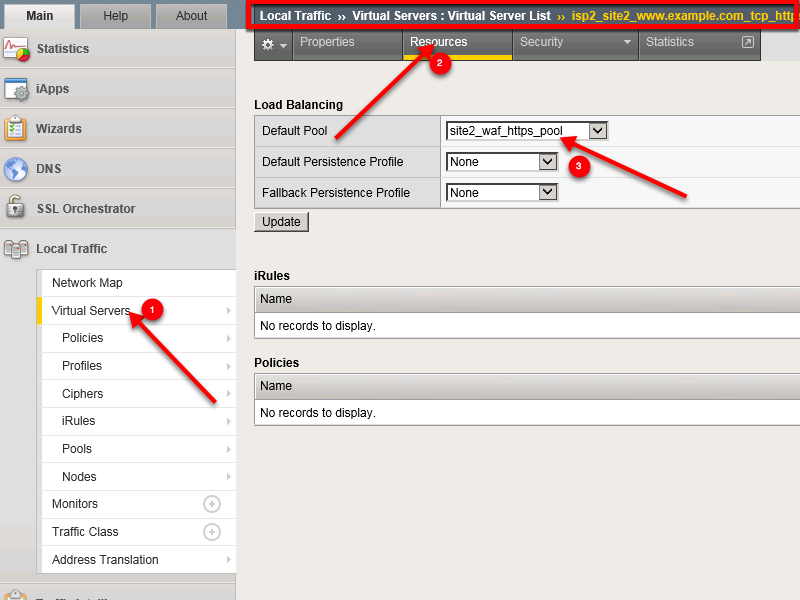 Main Help About
Local Traffic ›› Virtual Servers : Virtual Server List ›› isp2_site2_www.example.com_tcp_http
Properties Resources Security Statistics
2
Statistics
iApps
Wizards
DNS
SSL Orchestrator
Local Traffic
Network Map
Virtual Servers
1
Policies
Profiles
Ciphers
iRules
Pools
Nodes
Monitors
Traffic Class
Address Translation
Load Balancing
Default Pool site2_waf_https_pool
Default Persistence Profile None
3
Fallback Persistence Profile None
Update
iRules
Name
No records to display.
Policies
Name
No records to display.